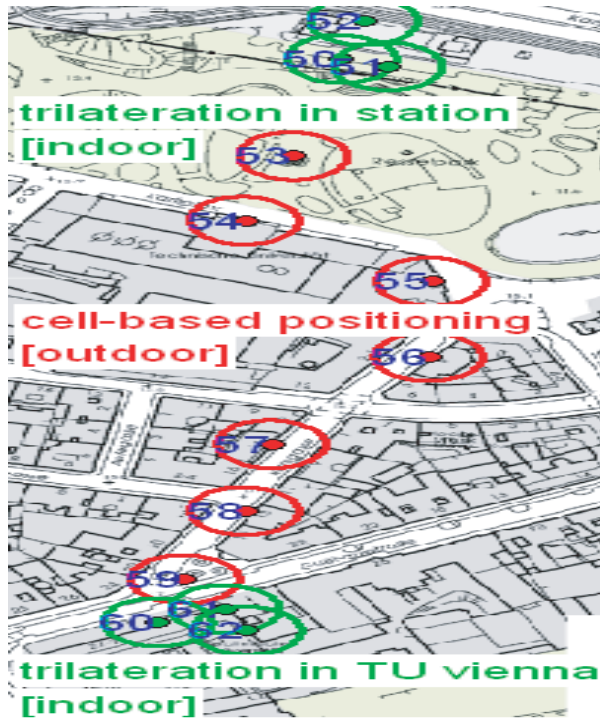 52
50
51
trilateration in station
[indoor]
53
54
55
cell-based positioning
[outdoor]
56
57
58
59
61
60
62
trilateration in TU vienna
[indoor]